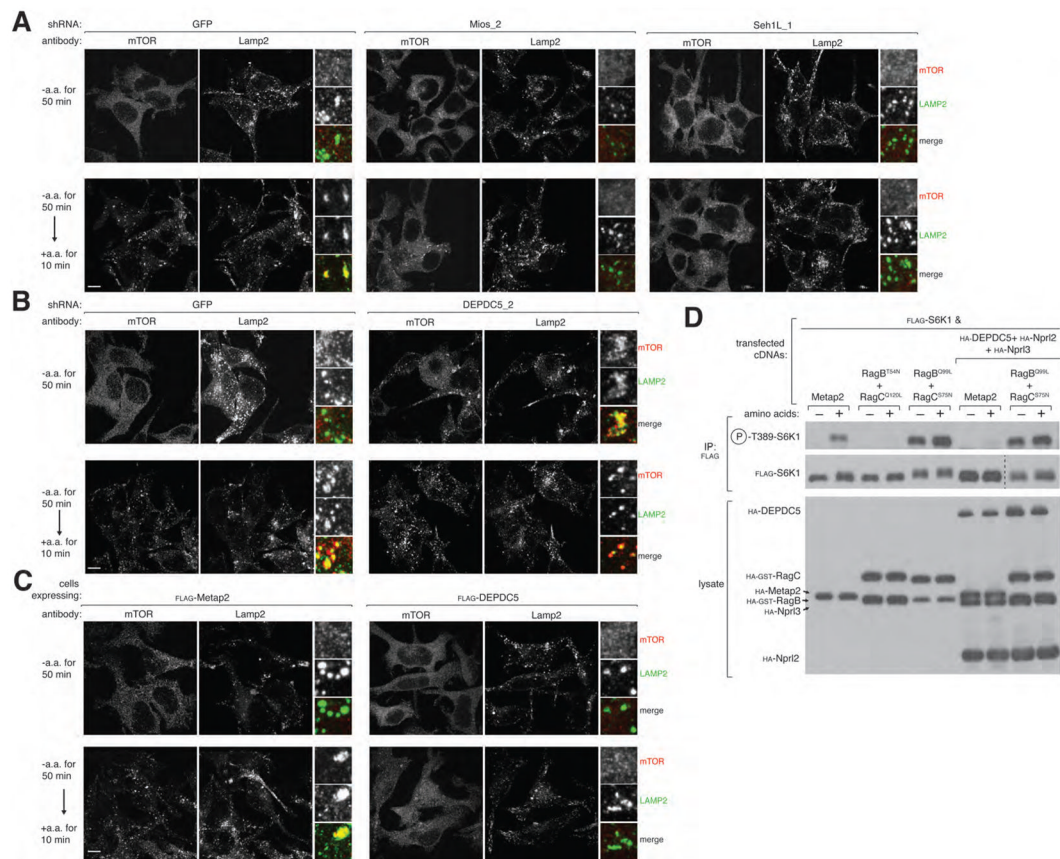 A
shRNA: GFP Mios_2 Seh1L_1
antibody: mTOR Lamp2 mTOR Lamp2 mTOR Lamp2
-a.a. for
50 min
mTOR
LAMP2
merge
-a.a. for
50 min
+a.a. for
10 min
mTOR
LAMP2
merge
B
shRNA: GFP DEPDC5_2
antibody: mTOR Lamp2 mTOR Lamp2
-a.a. for
50 min
mTOR
LAMP2
merge
-a.a. for
50 min
+a.a. for
10 min
mTOR
LAMP2
merge
C
cells
expressing: FLAG-Metap2 FLAG-DEPDC5
antibody: mTOR Lamp2 mTOR Lamp2
-a.a. for
50 min
mTOR
LAMP2
merge
-a.a. for
50 min
+a.a. for
10 min
mTOR
LAMP2
merge
D
FLAG-S6K1 &
transfected
cDNAs:
HA-DEPDC5+ HA-Nprl2
+ HA-Nprl3
Metap2 RagBT54N + RagCQ120L RagBQ99L + RagCS75N Metap2 RagBQ99L + RagCS75N
amino acids: – + – + – + – + – +
IP:
FLAG
P -T389-S6K1
FLAG-S6K1
lysate
HA-DEPDC5
HA-GST-RagC
HA-Metap2
HA-GST-RagB
HA-Nprl3
HA-Nprl2